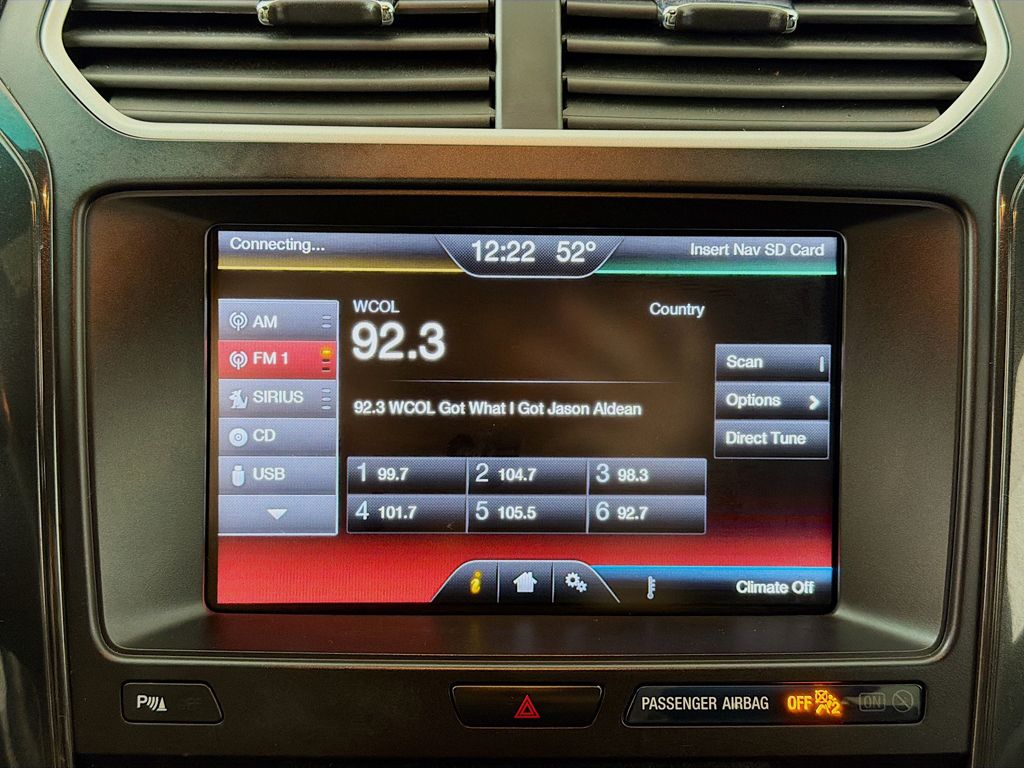 Connecting...
12:22 52°
Insert Nav SD Card
AM
FM 1
SIRIUS
CD
USB
WCOL
92.3
Country
92.3 WCOL Got What I Got Jason Aldean
1 99.7
2 104.7
3 98.3
4 101.7
5 105.5
6 92.7
Scan
Options
Direct Tune
i
Climate Off
P
PASSENGER AIRBAG OFF 2 ON